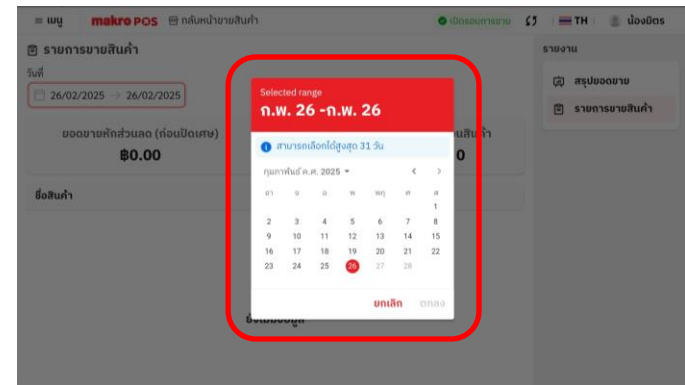 เมนู makro POS กลับหน้าขายสินค้า เปิดรอบการขาย TH น้องมิตร
รายการขายสินค้า
วันที่
26/02/2025 → 26/02/2025
ยอดขายหักส่วนลด (ก่อนปัดเศษ)
฿0.00
0
ชื่อสินค้า
Selected range
ก.พ. 26 -ก.พ. 26
สามารถเลือกได้สูงสุด 31 วัน
กุมภาพันธ์ ค.ศ. 2025
อา จ อ พ พฤ ศ ส
1
2 3 4 5 6 7 8
9 10 11 12 13 14 15
16 17 18 19 20 21 22
23 24 25 26 27 28
ยกเลิก ตกลง
รายงาน
สรุปยอดขาย
รายการขายสินค้า